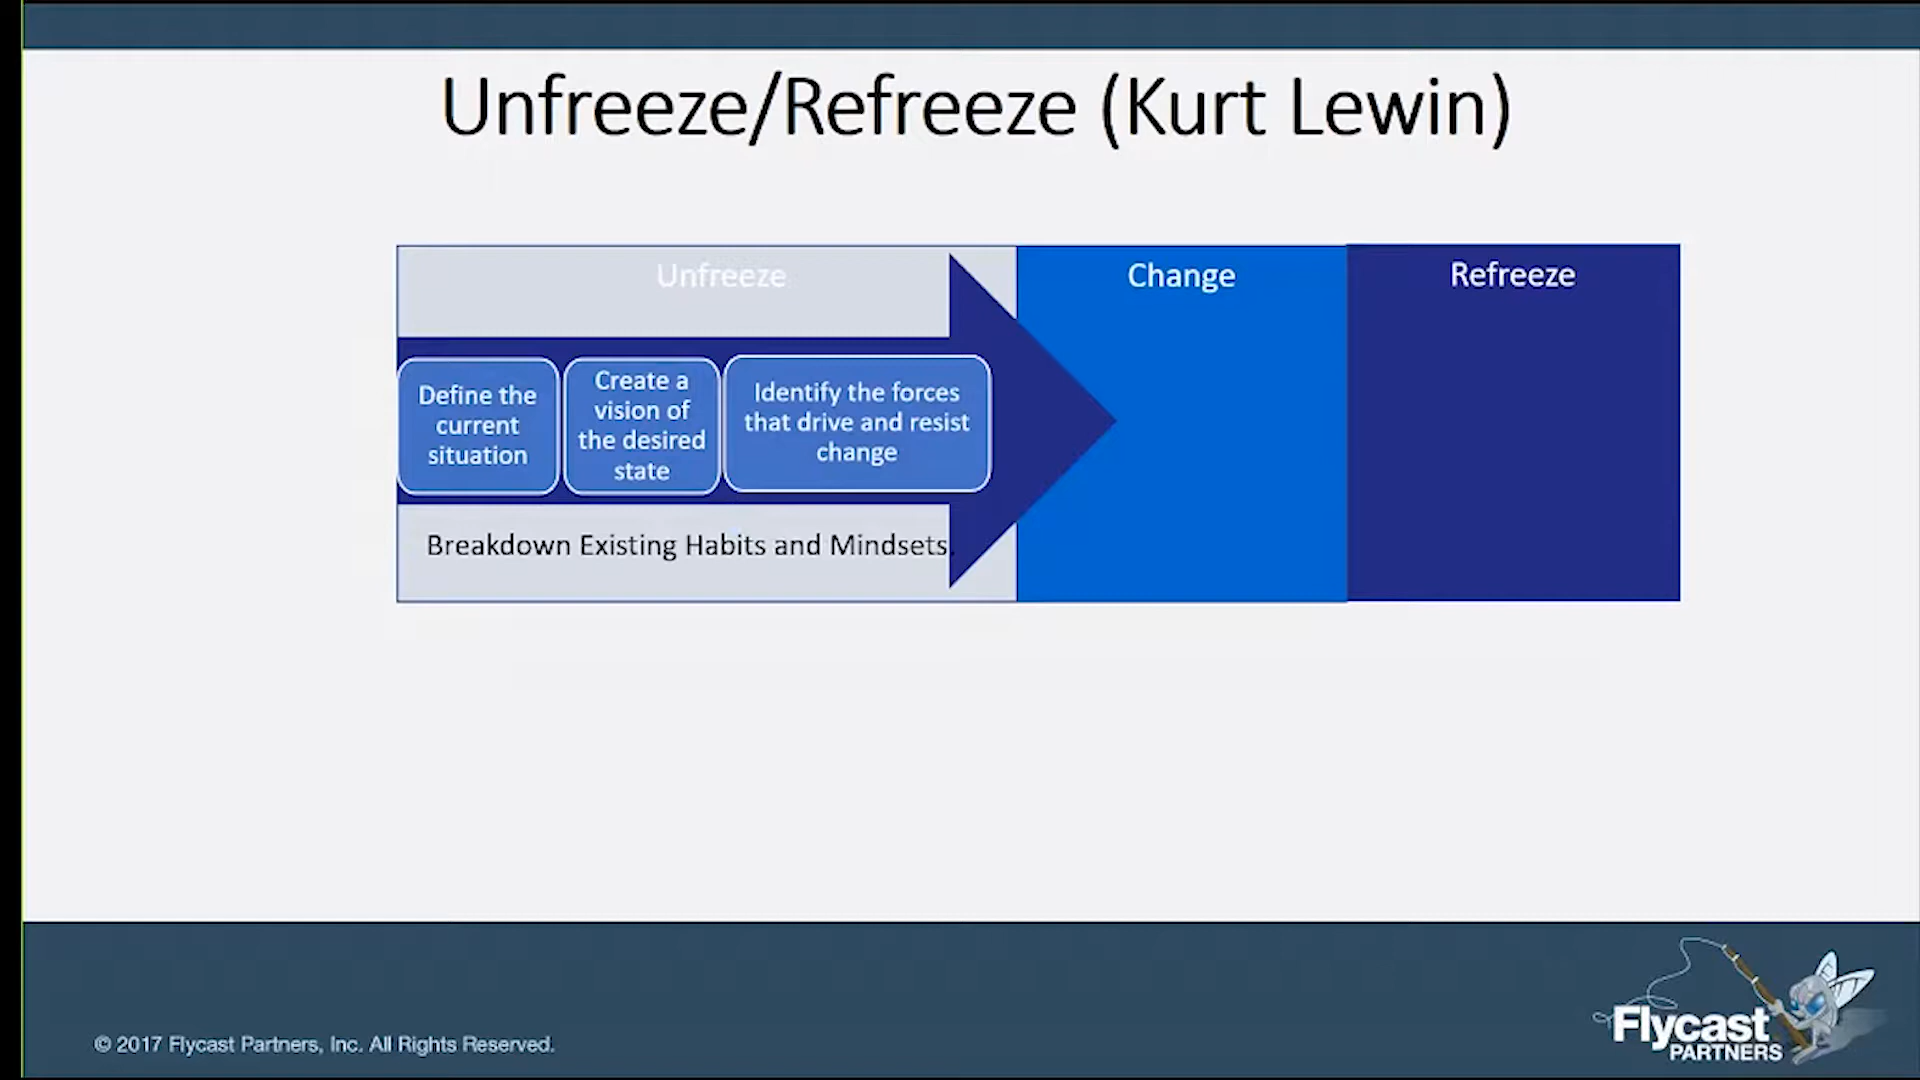 Unfreeze/Refreeze (Kurt Lewin)
Unfreeze
Change
Refreeze
Define the
current
situation
Create a
vision of
the desired
state
Identify the forces
that drive and resist
change
Breakdown Existing Habits and Mindsets.
© 2017 Flycast Partners, Inc. All Rights Reserved.
Flycast
PARTNERS